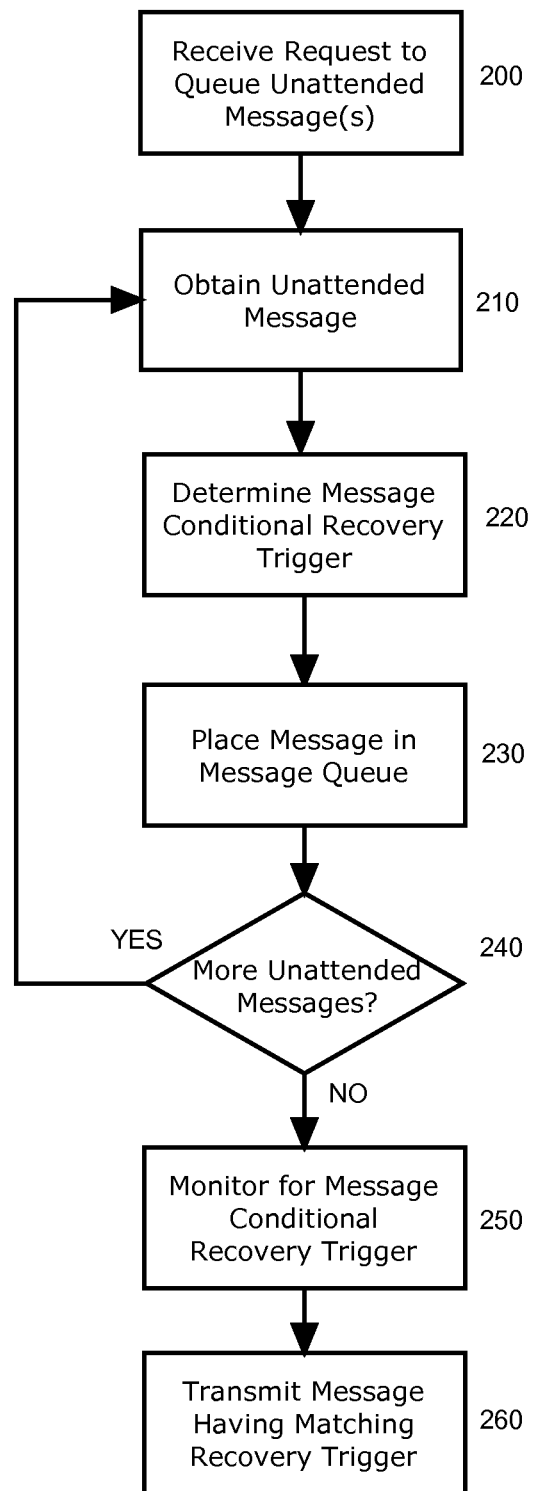 Receive Request to
Queue Unattended
Message(s)
200
Obtain Unattended
Message
210
Determine Message
Conditional Recovery
Trigger
220
Place Message in
Message Queue
230
YES
More Unattended
Messages?
240
NO
Monitor for Message
Conditional
Recovery Trigger
250
Transmit Message
Having Matching
Recovery Trigger
260